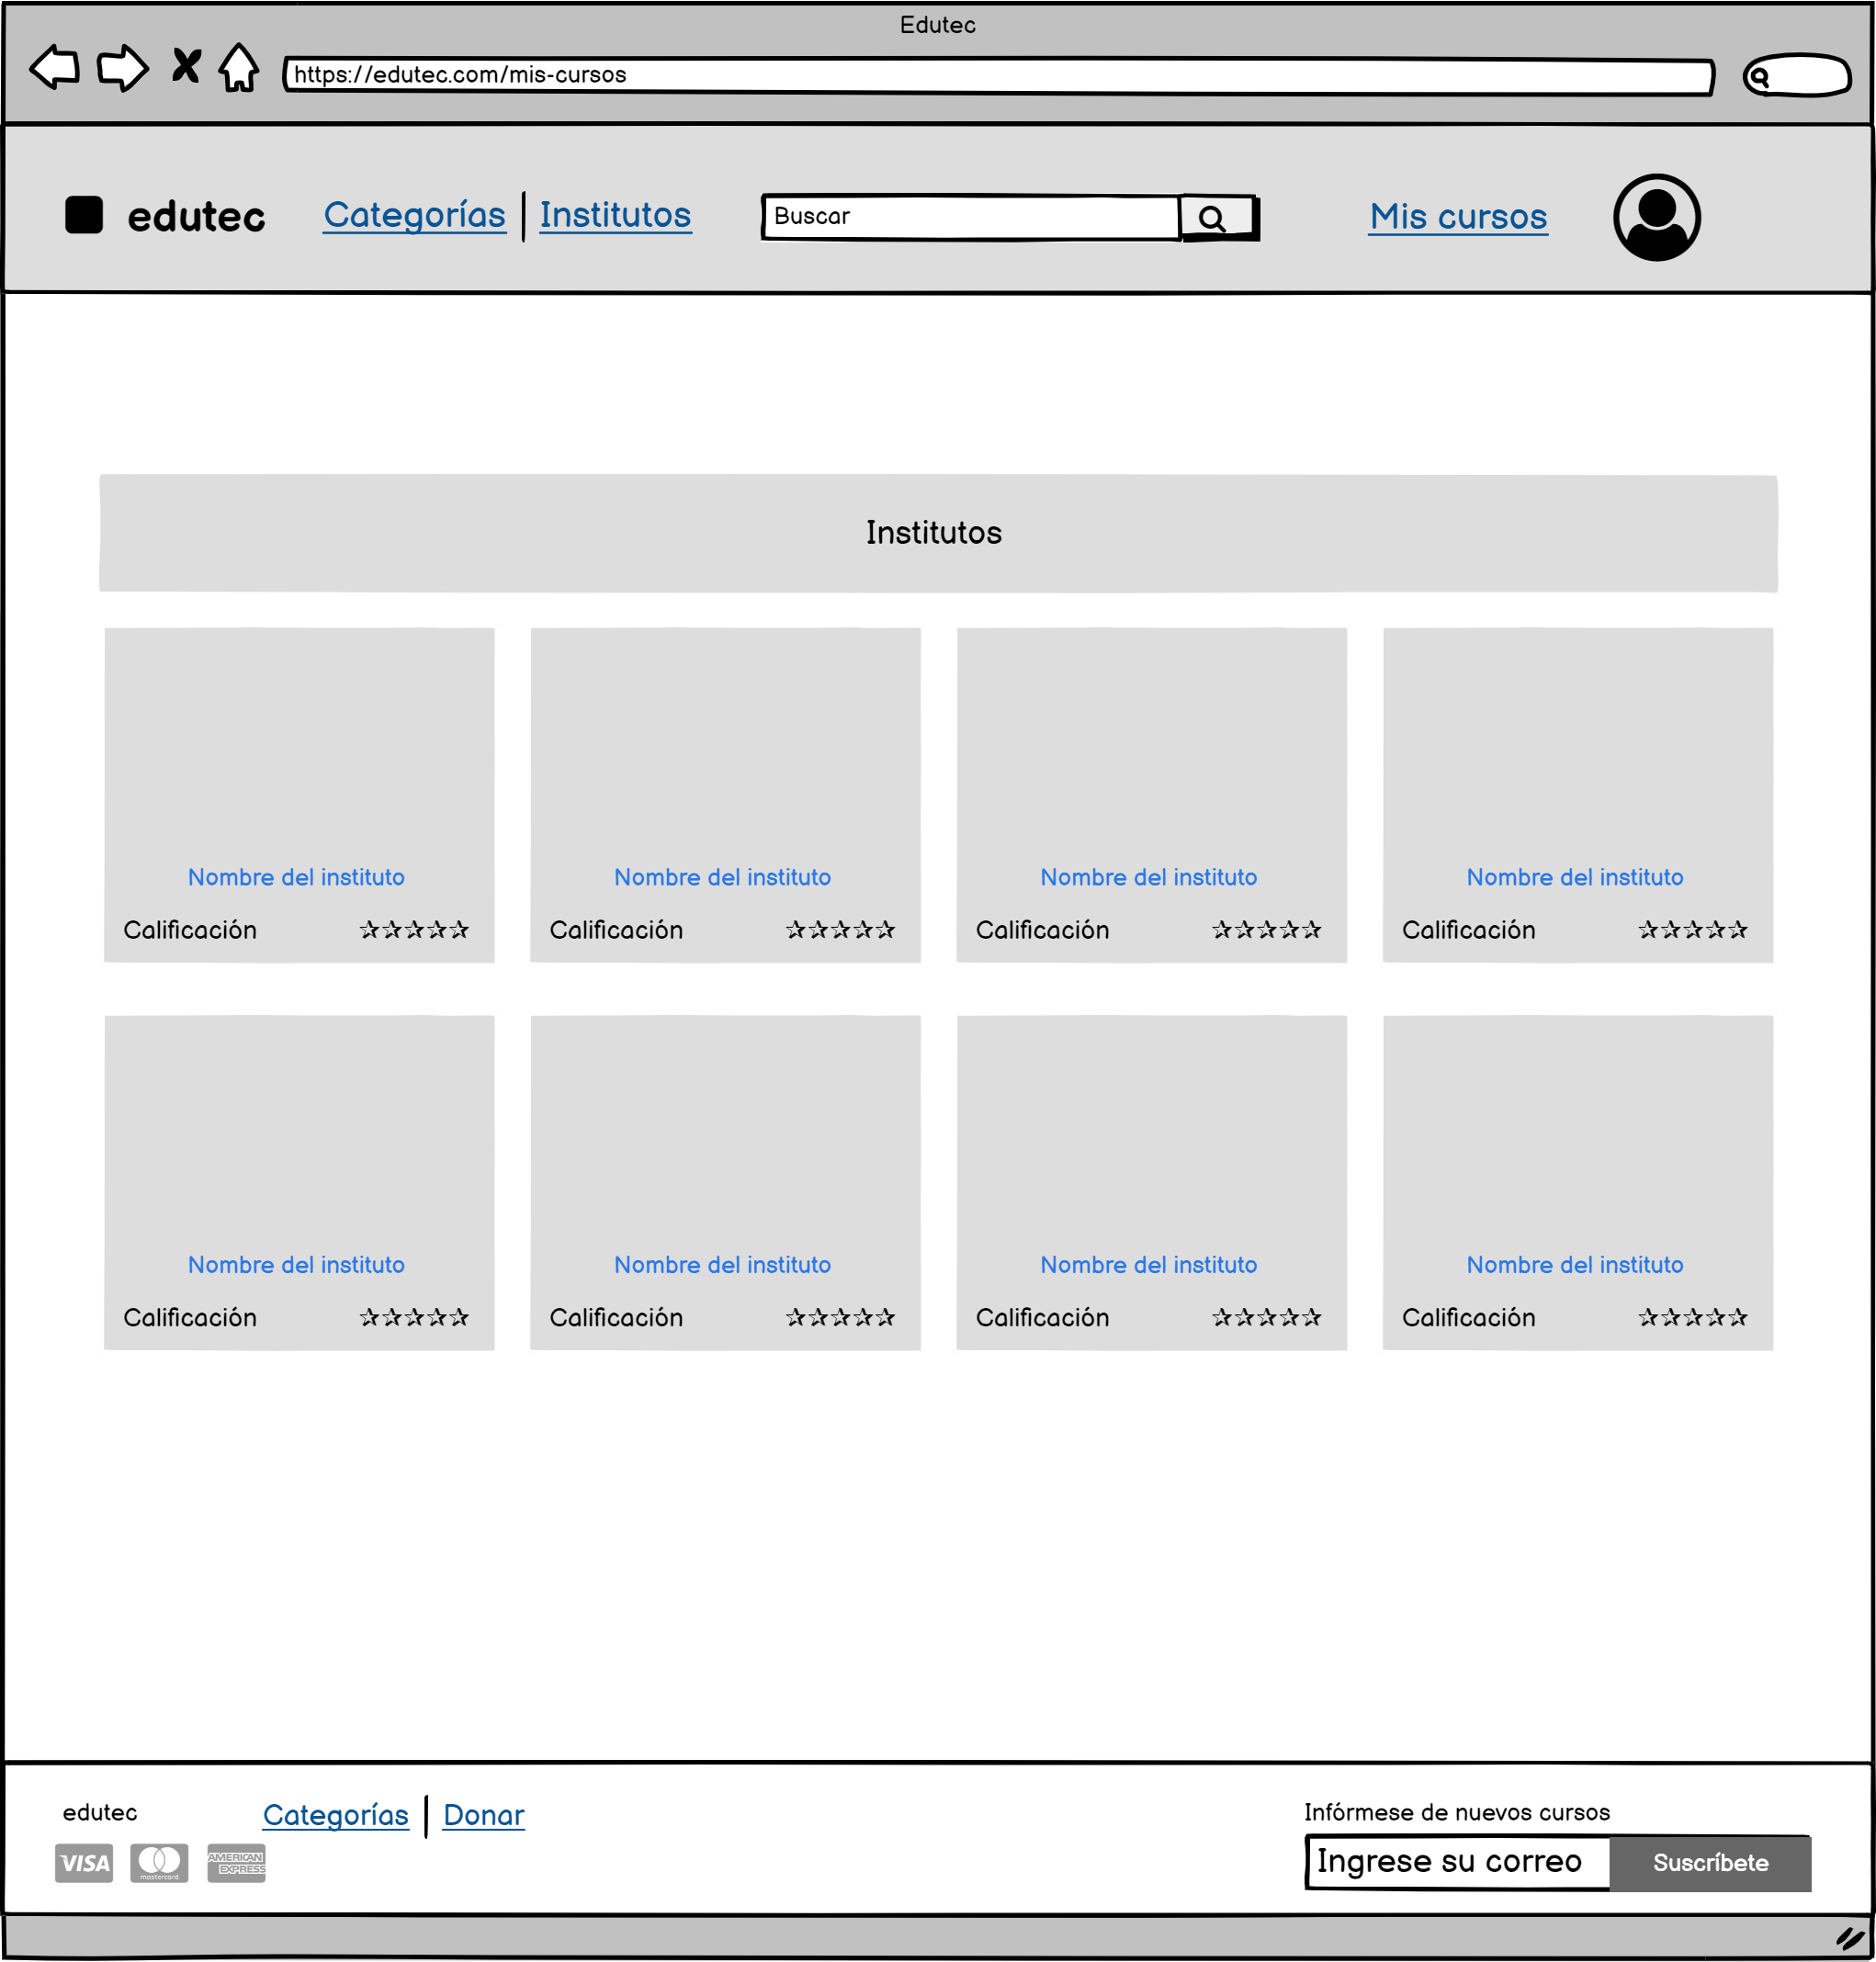 Edutec
https://edutec.com/mis-cursos
edutec Categorías Institutos Buscar Mis cursos
Institutos
Nombre del instituto Nombre del instituto Nombre del instituto Nombre del instituto
Calificación ☆☆☆☆☆ Calificación ☆☆☆☆☆ Calificación ☆☆☆☆☆ Calificación ☆☆☆☆☆
Nombre del instituto Nombre del instituto Nombre del instituto Nombre del instituto
Calificación ☆☆☆☆☆ Calificación ☆☆☆☆☆ Calificación ☆☆☆☆☆ Calificación ☆☆☆☆☆
edutec Categorías Donar Infórmese de nuevos cursos
VISA mastercard AMERICAN EXPRESS Ingrese su correo Suscríbete